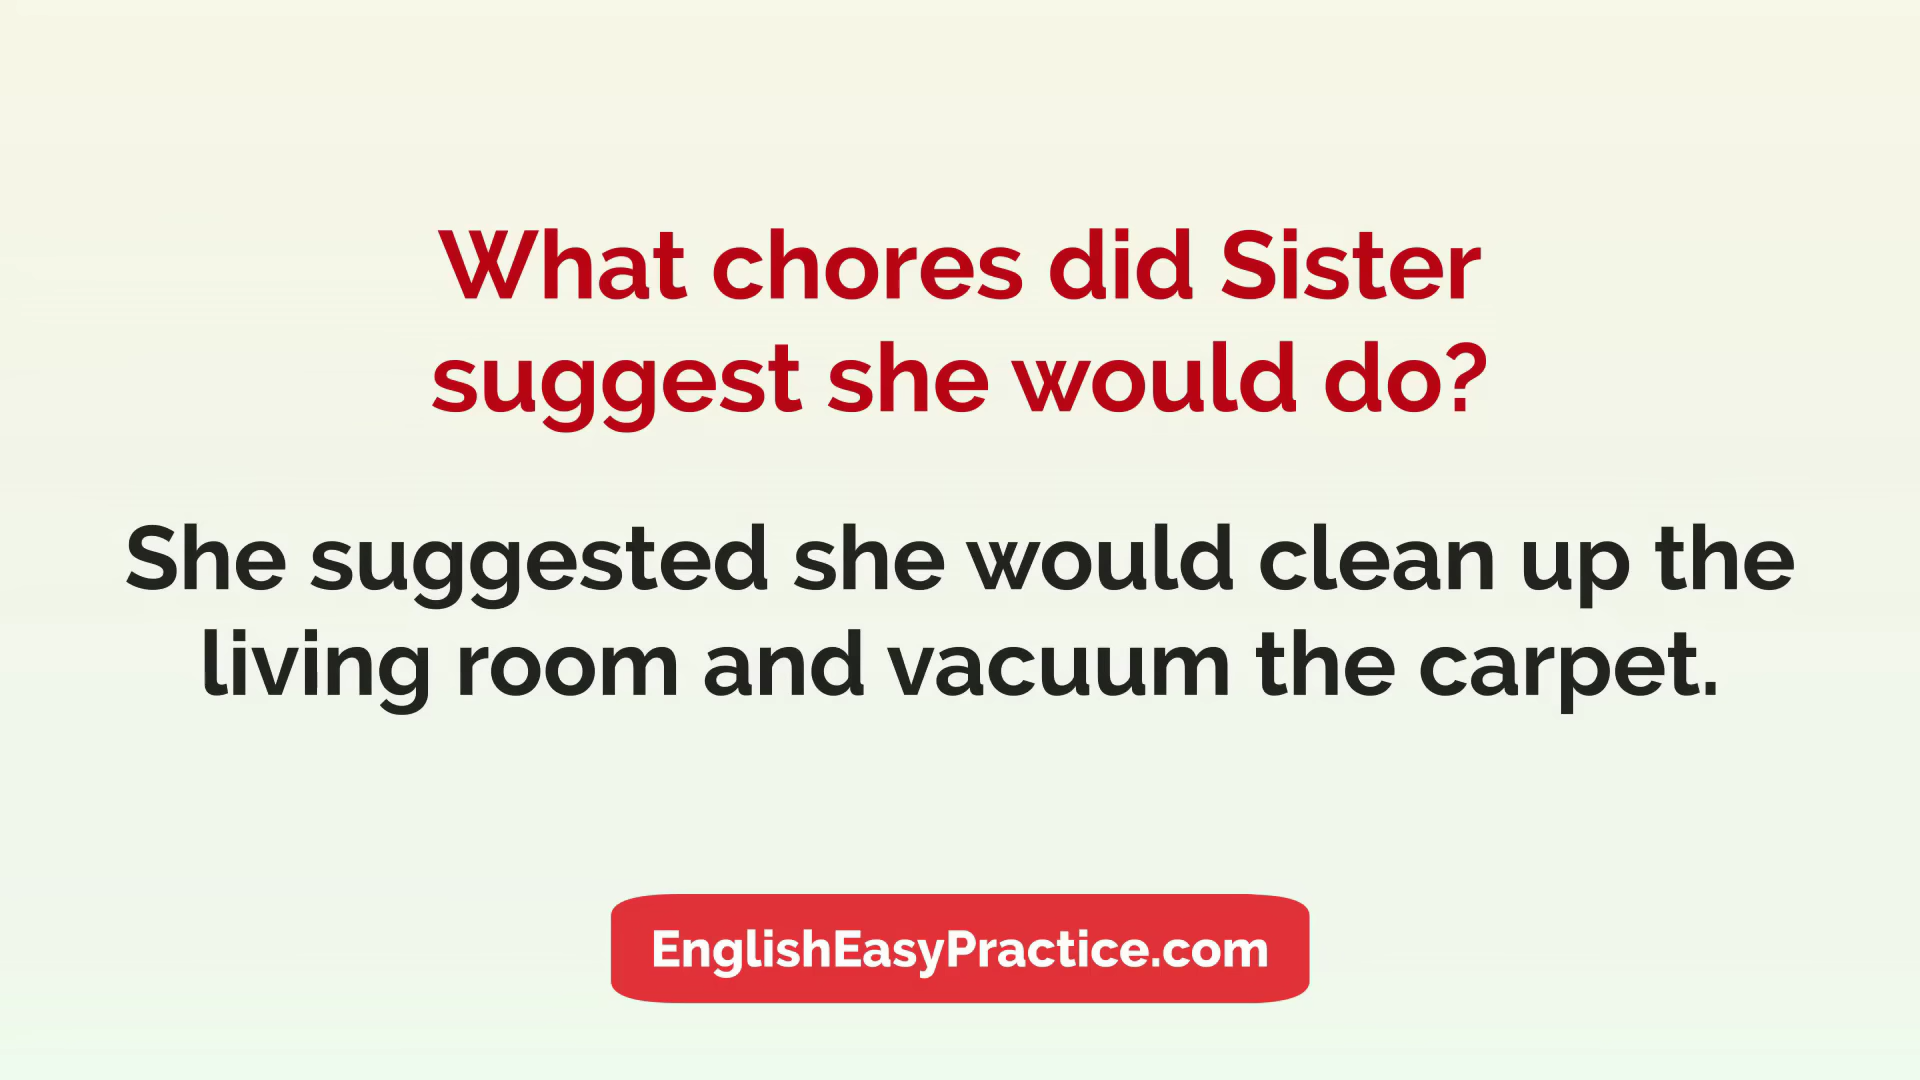 What chores did Sister
suggest she would do?
She suggested she would clean up the
living room and vacuum the carpet.
EnglishEasyPractice.com